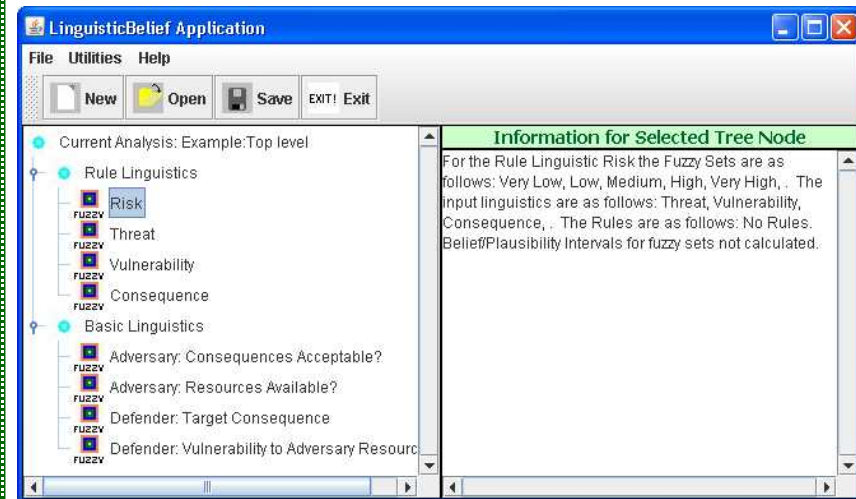 LinguisticBelief Application
File Utilities Help
New Open Save EXIT! Exit
Current Analysis: Example:Top level
Rule Linguistics
FUZZY Risk
FUZZY Threat
FUZZY Vulnerability
FUZZY Consequence
Basic Linguistics
FUZZY Adversary: Consequences Acceptable?
FUZZY Adversary: Resources Available?
FUZZY Defender: Target Consequence
FUZZY Defender: Vulnerability to Adversary Resourc
Information for Selected Tree Node
For the Rule Linguistic Risk the Fuzzy Sets are as
follows: Very Low, Low, Medium, High, Very High, . The
input linguistics are as follows: Threat, Vulnerability,
Consequence, . The Rules are as follows: No Rules.
Belief/Plausibility Intervals for fuzzy sets not calculated.